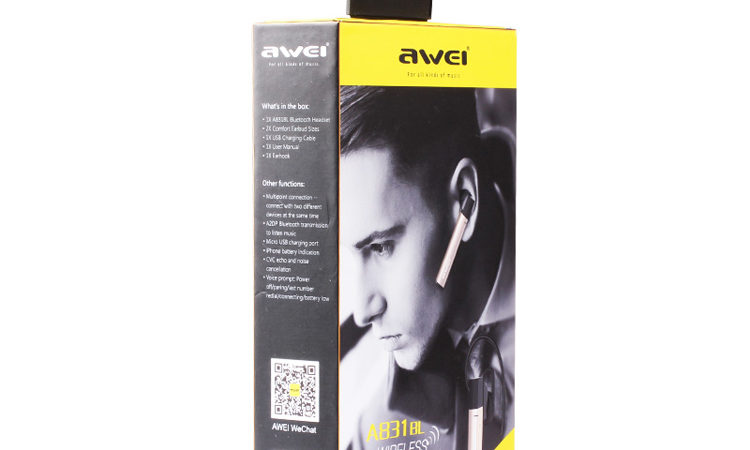 AWEI
For all kinds of Music
What's in the box:
• 1X A831BL Bluetooth Headset
• 2X Comfort Earbud Sizes
• 1X USB Charging Cable
• 1X User Manual
• 1X Earhook
Other functions:
• Multipoint connection --
connect with two different
devices at the same time
• A2DP Bluetooth transmission
to listen music
• Micro USB charging port
• iPhone battery indication
• CVC echo and noise
cancellation
• Voice prompt: Power
off/paring/last number
redial/connecting/battery low
AWEI WeChat
AWEI
For all kinds of music
A831BL
WIRELESS